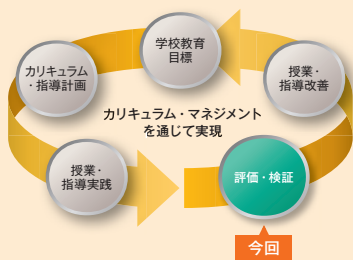 学校教育
目標
カリキュラム
・指導計画
授業・
指導改善
カリキュラム・マネジメント
を通じて実現
授業・
指導実践
評価・検証
今回